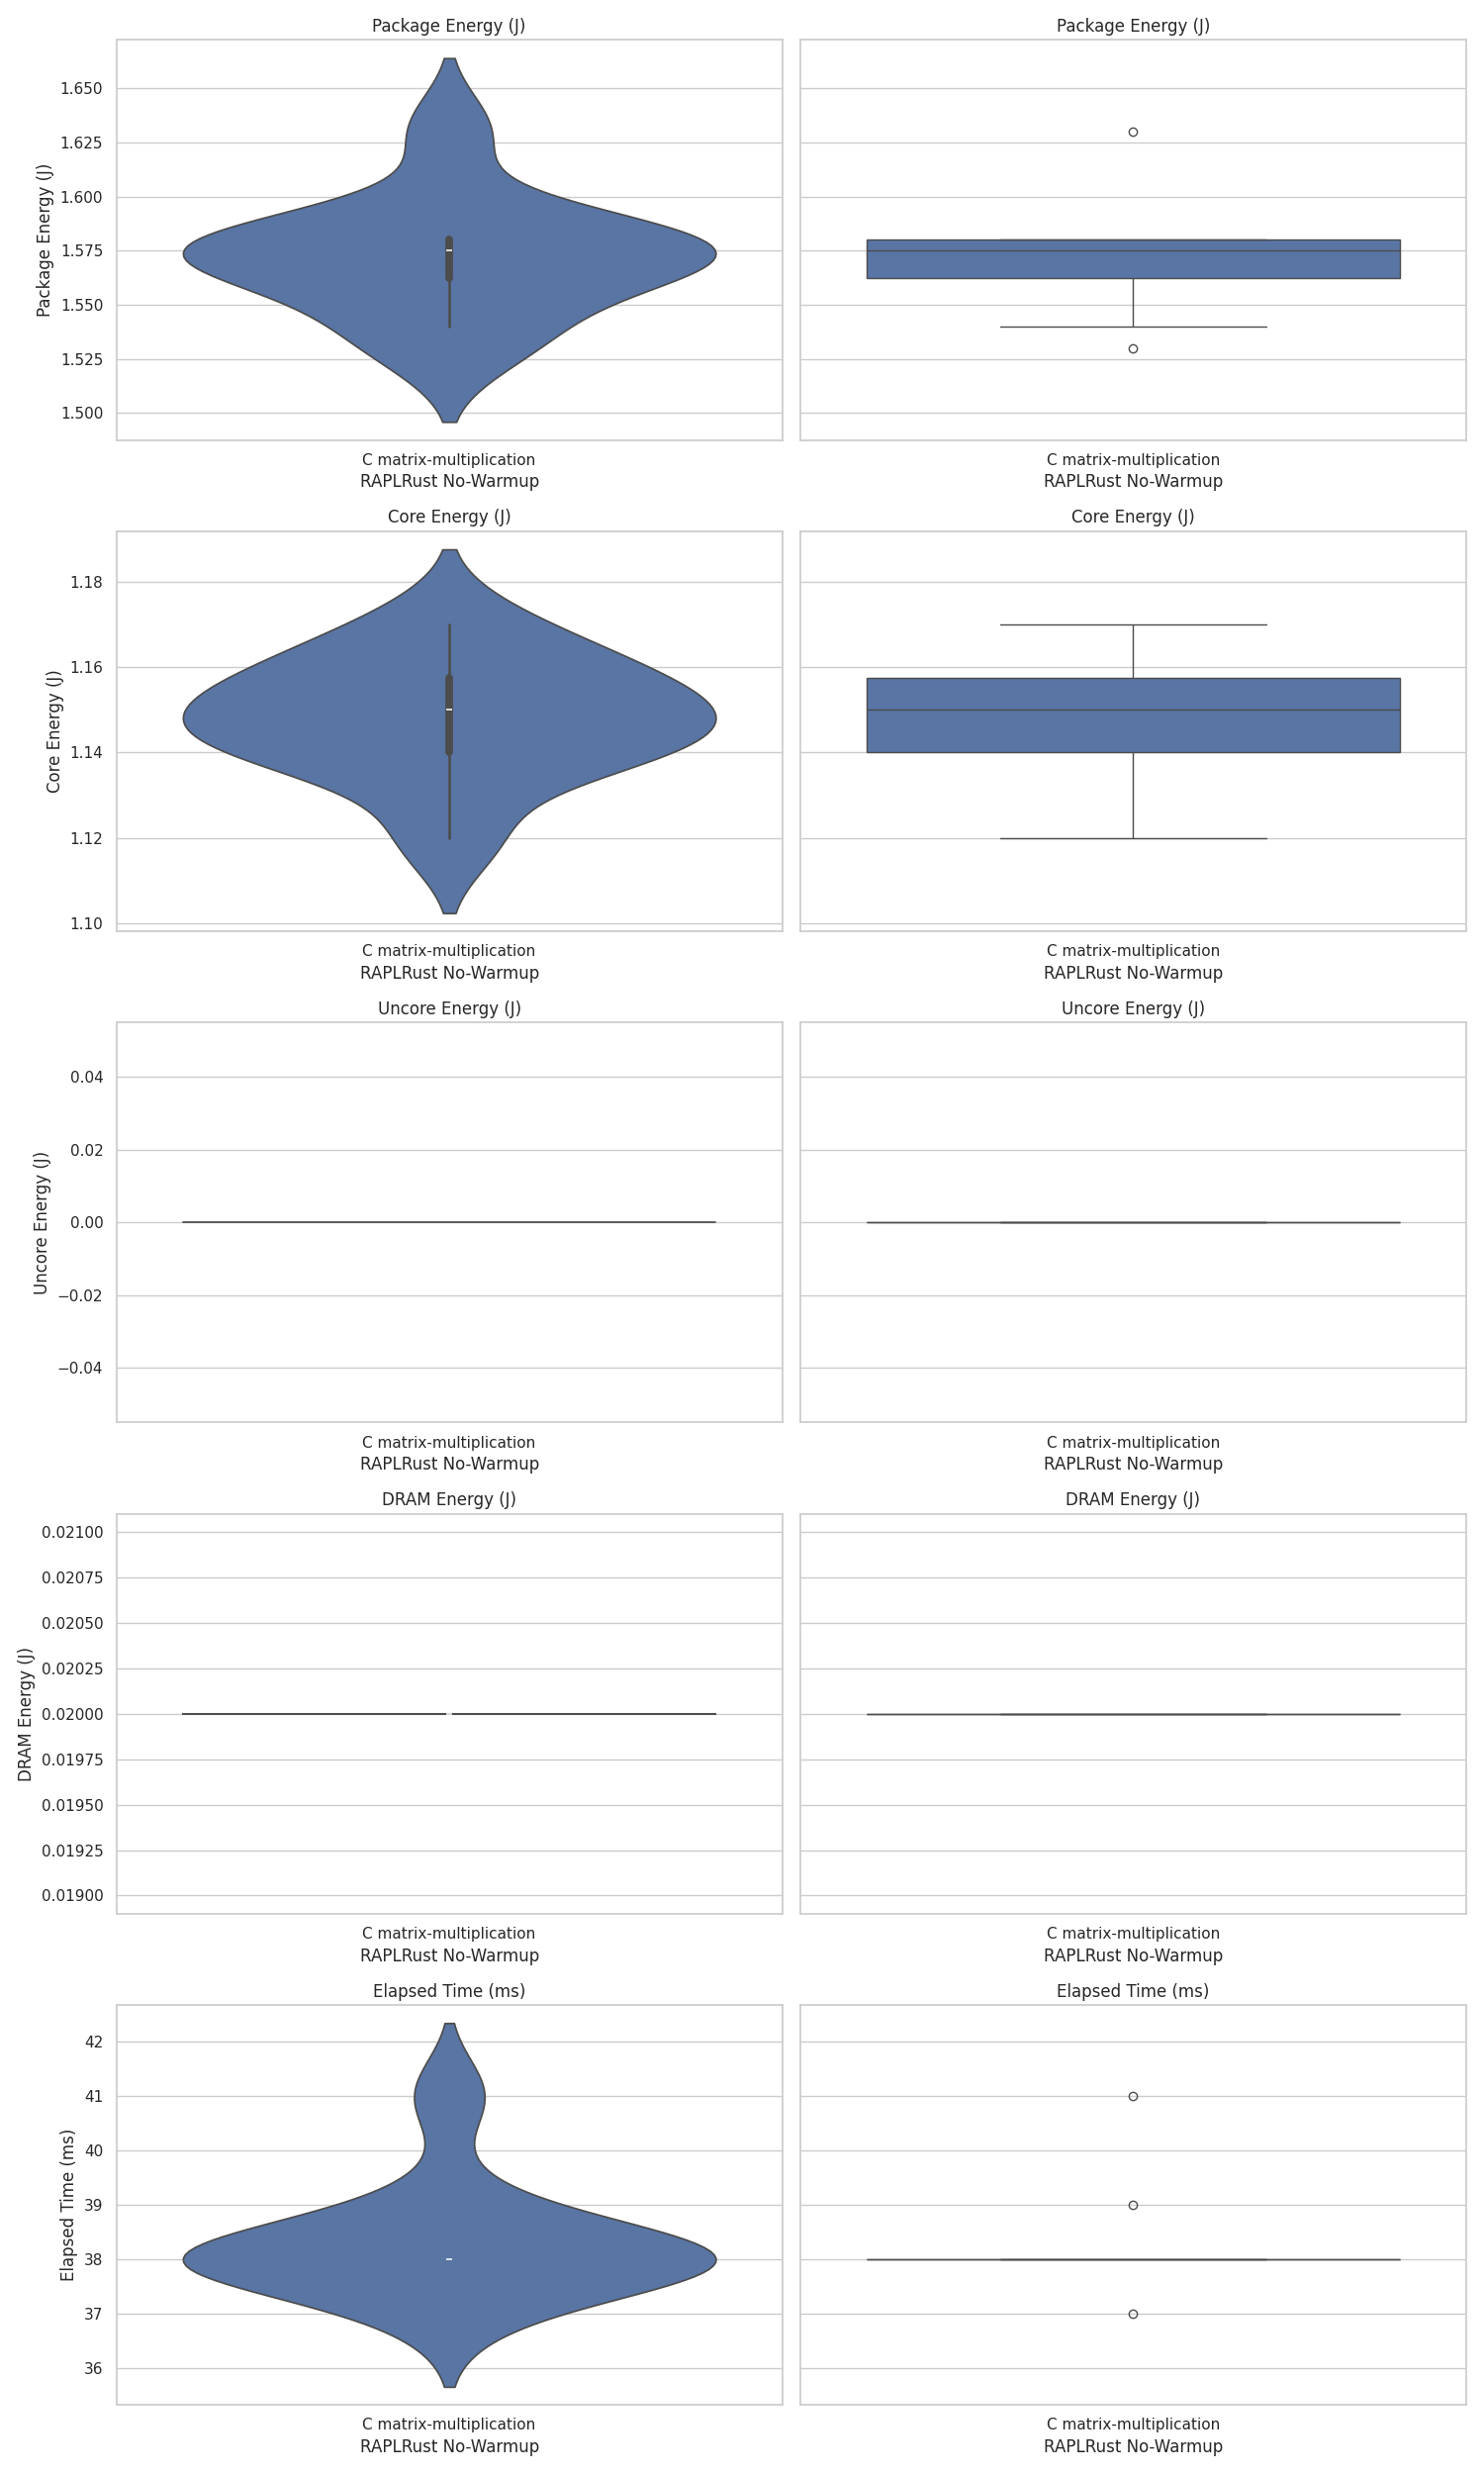 Package Energy (J)
Package Energy (J)
Package Energy (J)
1.650
1.625
1.600
1.575
1.550
1.525
1.500
C matrix-multiplication
RAPLRust No-Warmup
C matrix-multiplication
RAPLRust No-Warmup
Core Energy (J)
Core Energy (J)
Core Energy (J)
1.18
1.16
1.14
1.12
1.10
C matrix-multiplication
RAPLRust No-Warmup
C matrix-multiplication
RAPLRust No-Warmup
Uncore Energy (J)
Uncore Energy (J)
Uncore Energy (J)
0.04
0.02
0.00
−0.02
−0.04
C matrix-multiplication
RAPLRust No-Warmup
C matrix-multiplication
RAPLRust No-Warmup
DRAM Energy (J)
DRAM Energy (J)
DRAM Energy (J)
0.02100
0.02075
0.02050
0.02025
0.02000
0.01975
0.01950
0.01925
0.01900
C matrix-multiplication
RAPLRust No-Warmup
C matrix-multiplication
RAPLRust No-Warmup
Elapsed Time (ms)
Elapsed Time (ms)
Elapsed Time (ms)
42
41
40
39
38
37
36
C matrix-multiplication
RAPLRust No-Warmup
C matrix-multiplication
RAPLRust No-Warmup